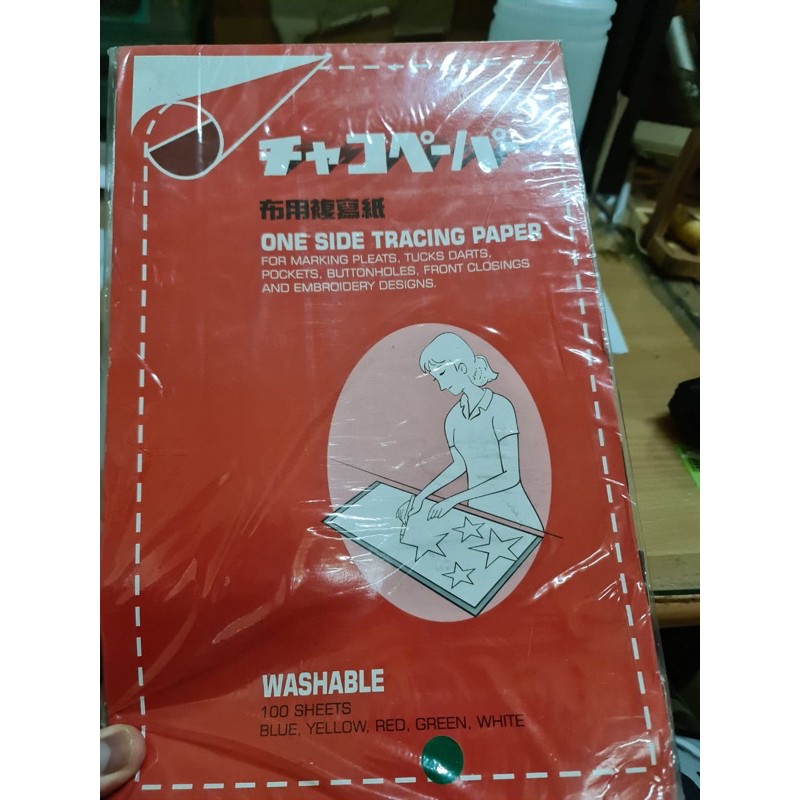 チャコペーパー
布用複寫紙
ONE SIDE TRACING PAPER
FOR MARKING PLEATS, TUCKS DARTS,
POCKETS, BUTTONHOLES, FRONT CLOSINGS
AND EMBROIDERY DESIGNS.
WASHABLE
100 SHEETS
BLUE, YELLOW, RED, GREEN, WHITE